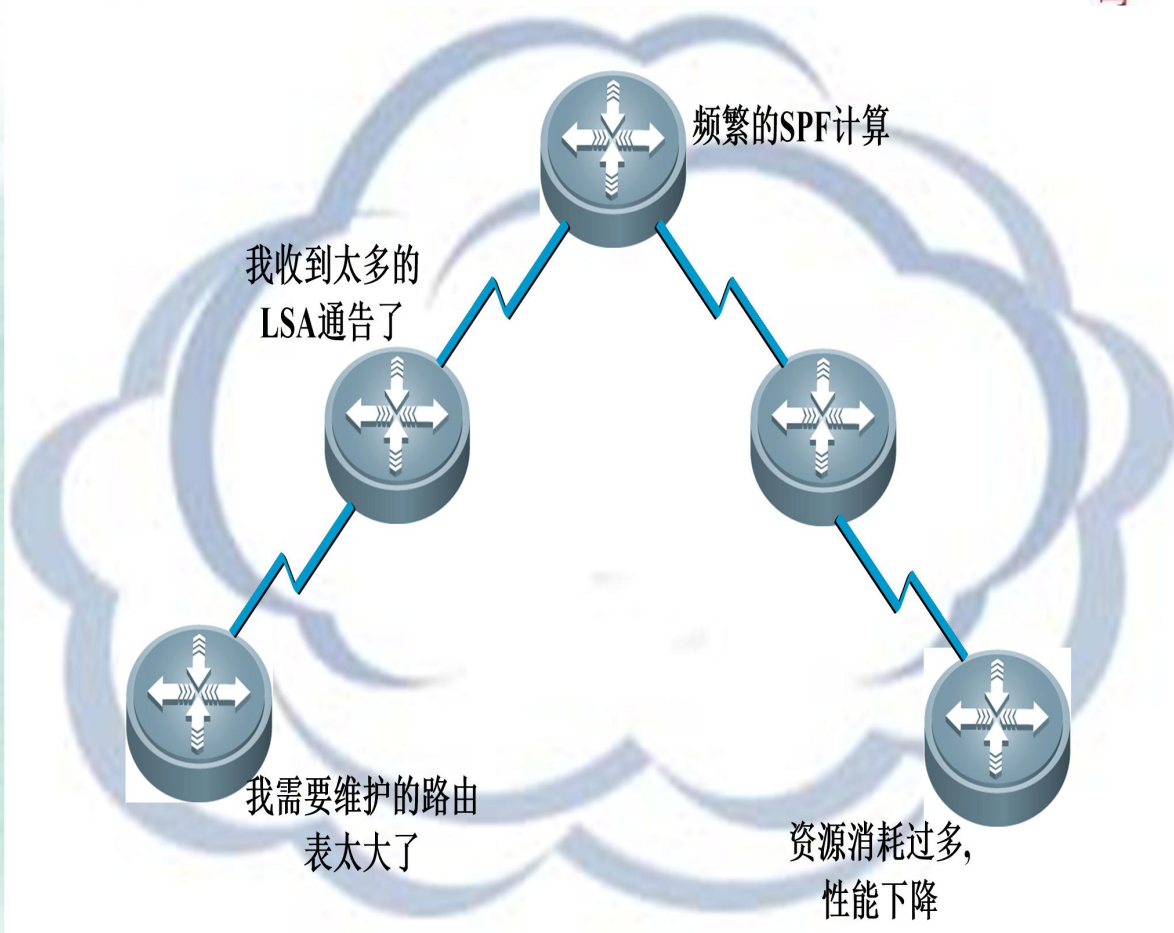 频繁的SPF计算
我收到太多的
LSA通告了
我需要维护的路由
表太大了
资源消耗过多,
性能下降